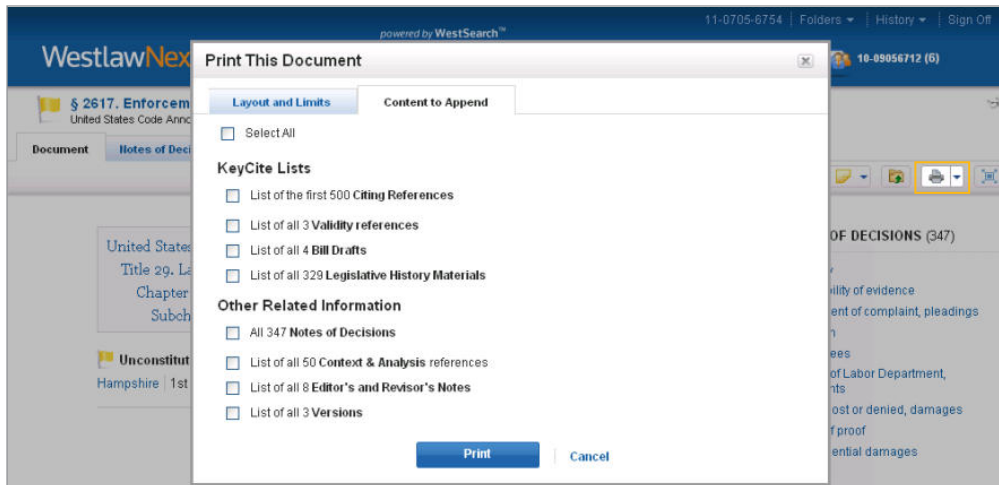 11-0705-6754 | Folders | History | Sign Off
powered by WestSearch™
WestlawNex
10-09056712 (6)
Print This Document
§ 2617. Enforcem
United States Code Anno
Layout and Limits
Content to Append
Document
Notes of Deci
Select All
KeyCite Lists
List of the first 500 Citing References
List of all 3 Validity references
List of all 4 Bill Drafts
List of all 329 Legislative History Materials
Other Related Information
All 347 Notes of Decisions
List of all 50 Context & Analysis references
List of all 8 Editor's and Revisor's Notes
List of all 3 Versions
Print
Cancel
United States
Title 29. La
Chapter
Subch
Unconstitut
Hampshire | 1st
OF DECISIONS (347)
ility of evidence
ent of complaint, pleadings
n
ees
of Labor Department,
nts
ost or denied, damages
f proof
ential damages